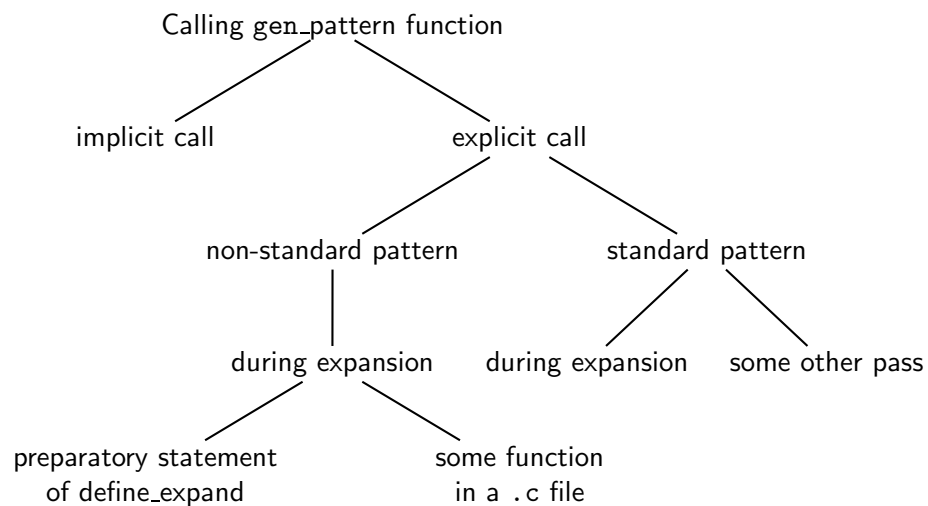 Calling gen_pattern function
implicit call
explicit call
non-standard pattern
standard pattern
during expansion
during expansion
some other pass
preparatory statement
of define_expand
some function
in a .c file